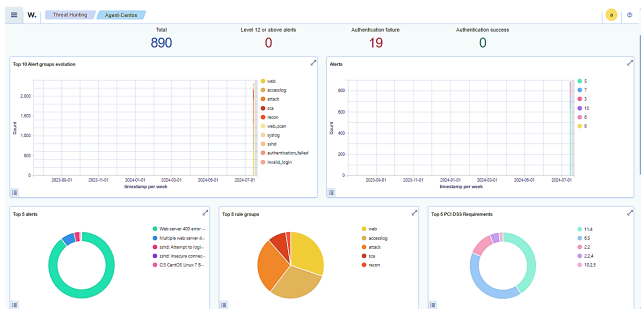 W. Threat Hunting Agent-Centos a
Total Level 12 or above alerts Authentication failure Authentication success
890 0 19 0
Top 10 Alert groups evolution
Count
2,000
1,500
1,000
500
0
2023-09-01 2023-11-01 2024-01-01 2024-03-01 2024-05-01 2024-07-01
timestamp per week
web
accesslog
attack
sca
recon
web_scan
syslog
sshd
authentication_failed
invalid_login
Alerts
Count
800
600
400
200
0
2023-09-01 2023-11-01 2024-01-01 2024-03-01 2024-05-01 2024-07-01
timestamp per week
5
7
3
10
6
8
Top 5 alerts
Web server 400 error ...
Multiple web server 4...
sshd: Attempt to logi...
sshd: insecure connec...
CIS CentOS Linux 7 B...
Top 5 rule groups
web
accesslog
attack
sca
recon
Top 5 PCI DSS Requirements
11.4
6.5
2.2
2.2.4
10.2.5